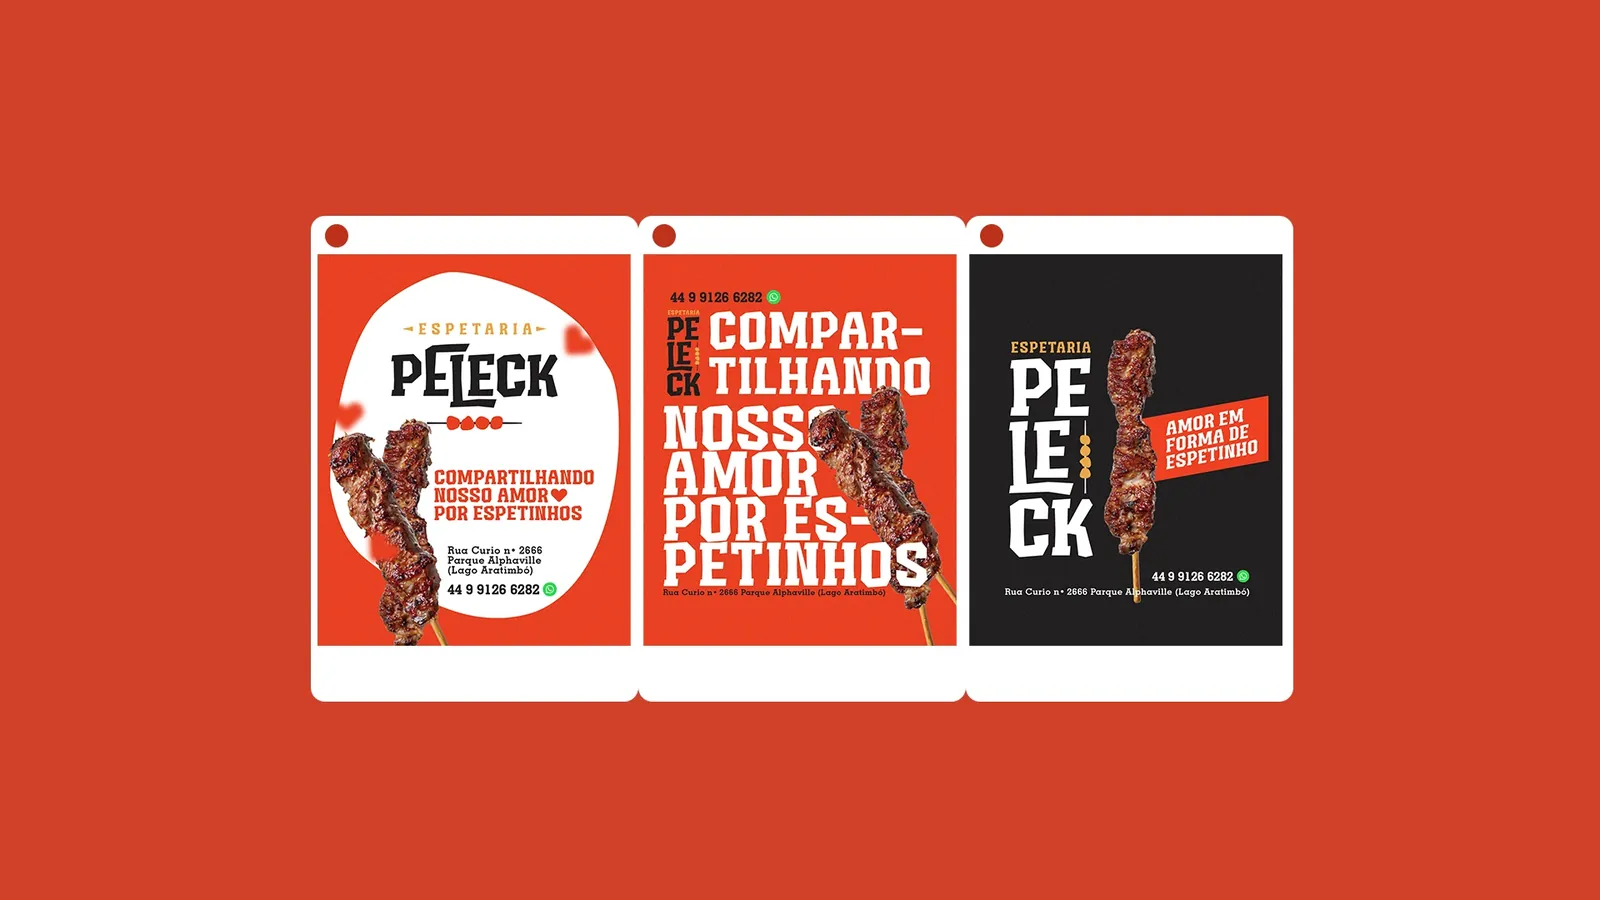 ESPETARIA
PELECK
COMPARTILHANDO
NOSSO AMOR
POR ESPETINHOS
Rua Curio n• 2666
Parque Alphaville
(Lago Aratimbó)
44 9 9126 6282
44 9 9126 6282
ESPETARIA
PE
LE
CK
COMPAR-
TILHANDO
NOSSO
AMOR
POR ES-
PETINHOS
Rua Curio n• 2666 Parque Alphaville (Lago Aratimbó)
ESPETARIA
PE
LE
CK
AMOR EM
FORMA DE
ESPETINHO
44 9 9126 6282
Rua Curio n• 2666 Parque Alphaville (Lago Aratimbó)